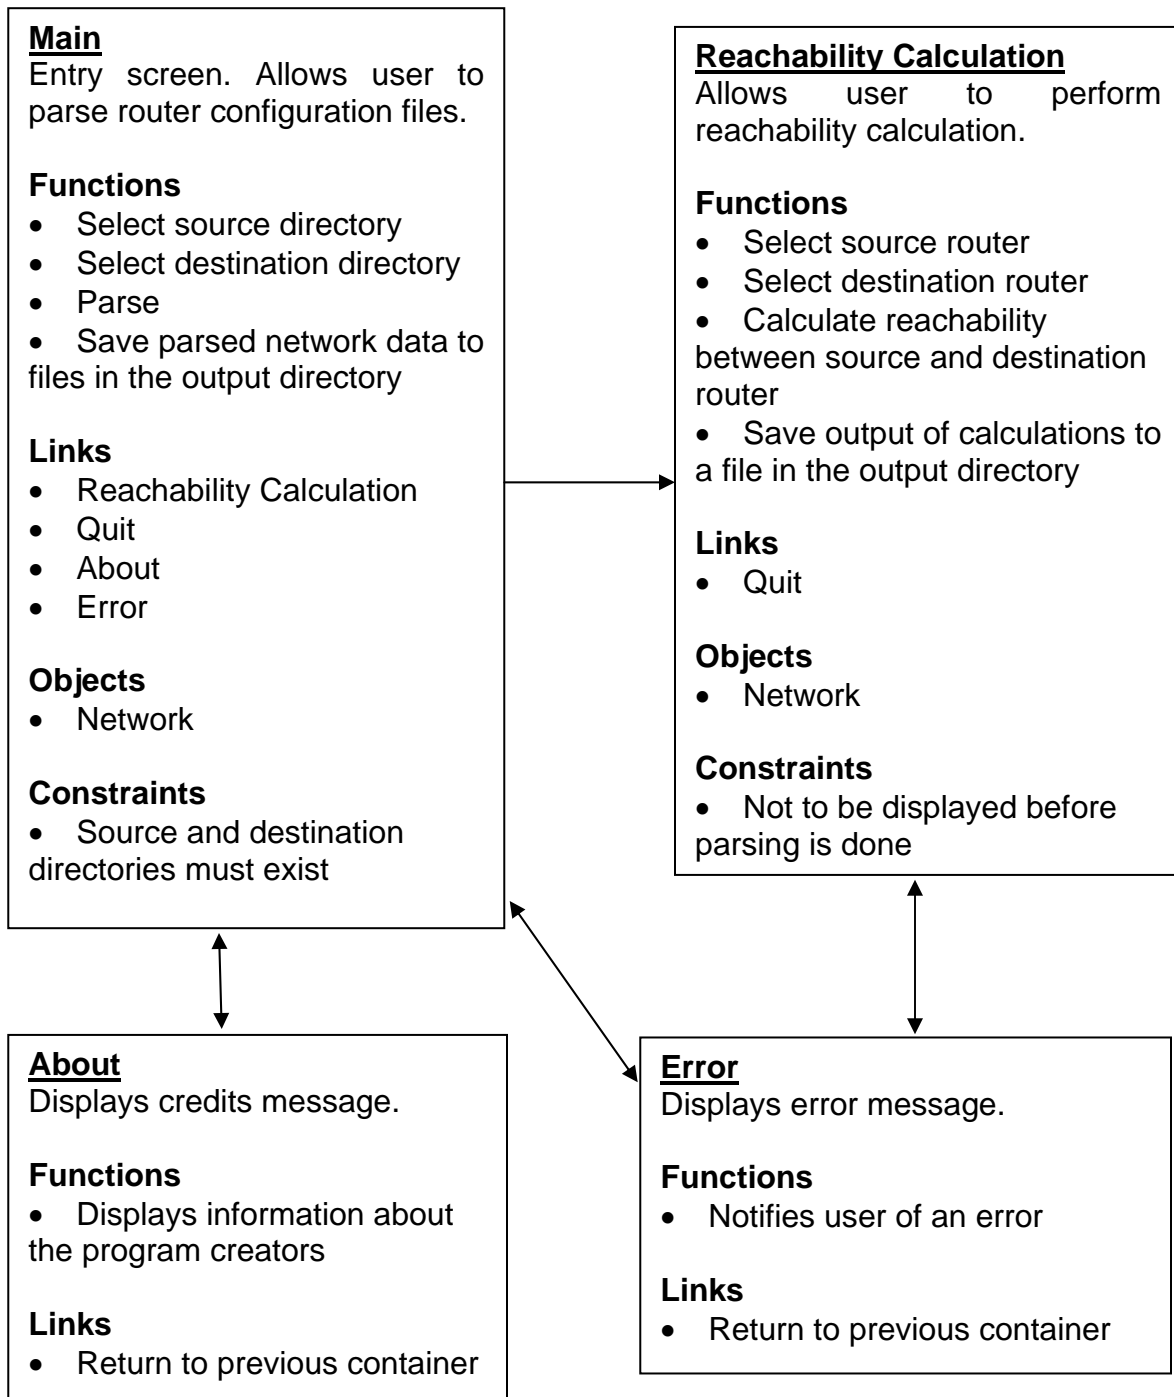 Main
Entry screen. Allows user to
parse router configuration files.
Functions
• Select source directory
• Select destination directory
• Parse
• Save parsed network data to
files in the output directory
Links
• Reachability Calculation
• Quit
• About
• Error
Objects
• Network
Constraints
• Source and destination
directories must exist
Reachability Calculation
Allows user to perform
reachability calculation.
Functions
• Select source router
• Select destination router
• Calculate reachability
between source and destination
router
• Save output of calculations to
a file in the output directory
Links
• Quit
Objects
• Network
Constraints
• Not to be displayed before
parsing is done
About
Displays credits message.
Functions
• Displays information about
the program creators
Links
• Return to previous container
Error
Displays error message.
Functions
• Notifies user of an error
Links
• Return to previous container